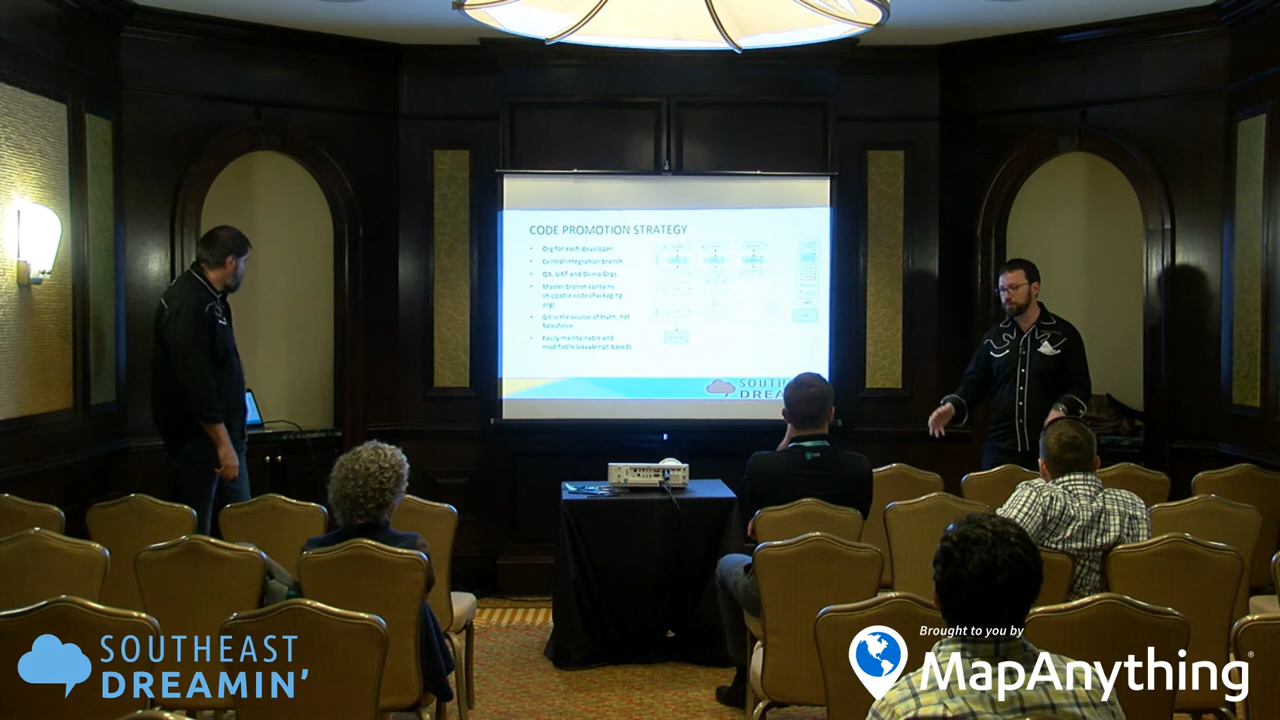 CODE PROMOTION STRATEGY
• Org for each developer
• Central integration branch
• QA, UAT and Demo Orgs
• Master branch contains
shippable code (Packaging
org)
• Git is the source of truth, not
Salesforce
• Easily maintainable and
modifiable (JavaScript based)
SOUTH
DREA
SOUTHEAST
DREAMIN'
Brought to you by
MapAnything®